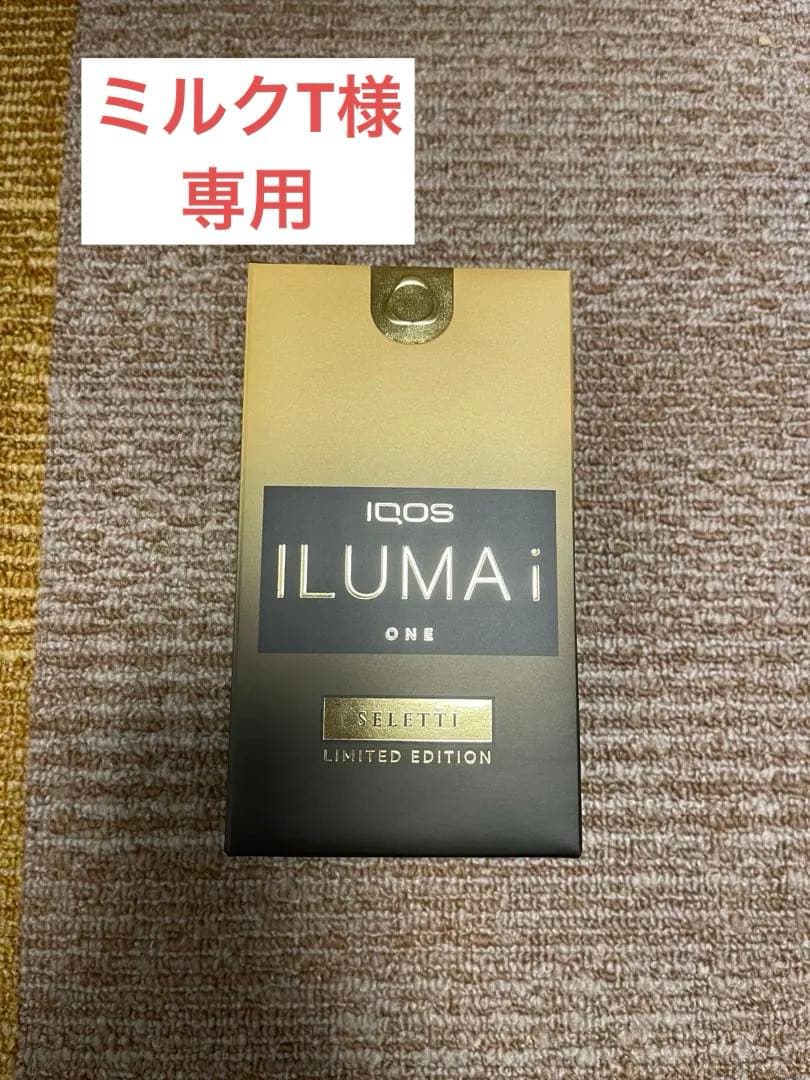 ミルクT様
専用
IQOS
ILUMA i
ONE
SELETTI
LIMITED EDITION